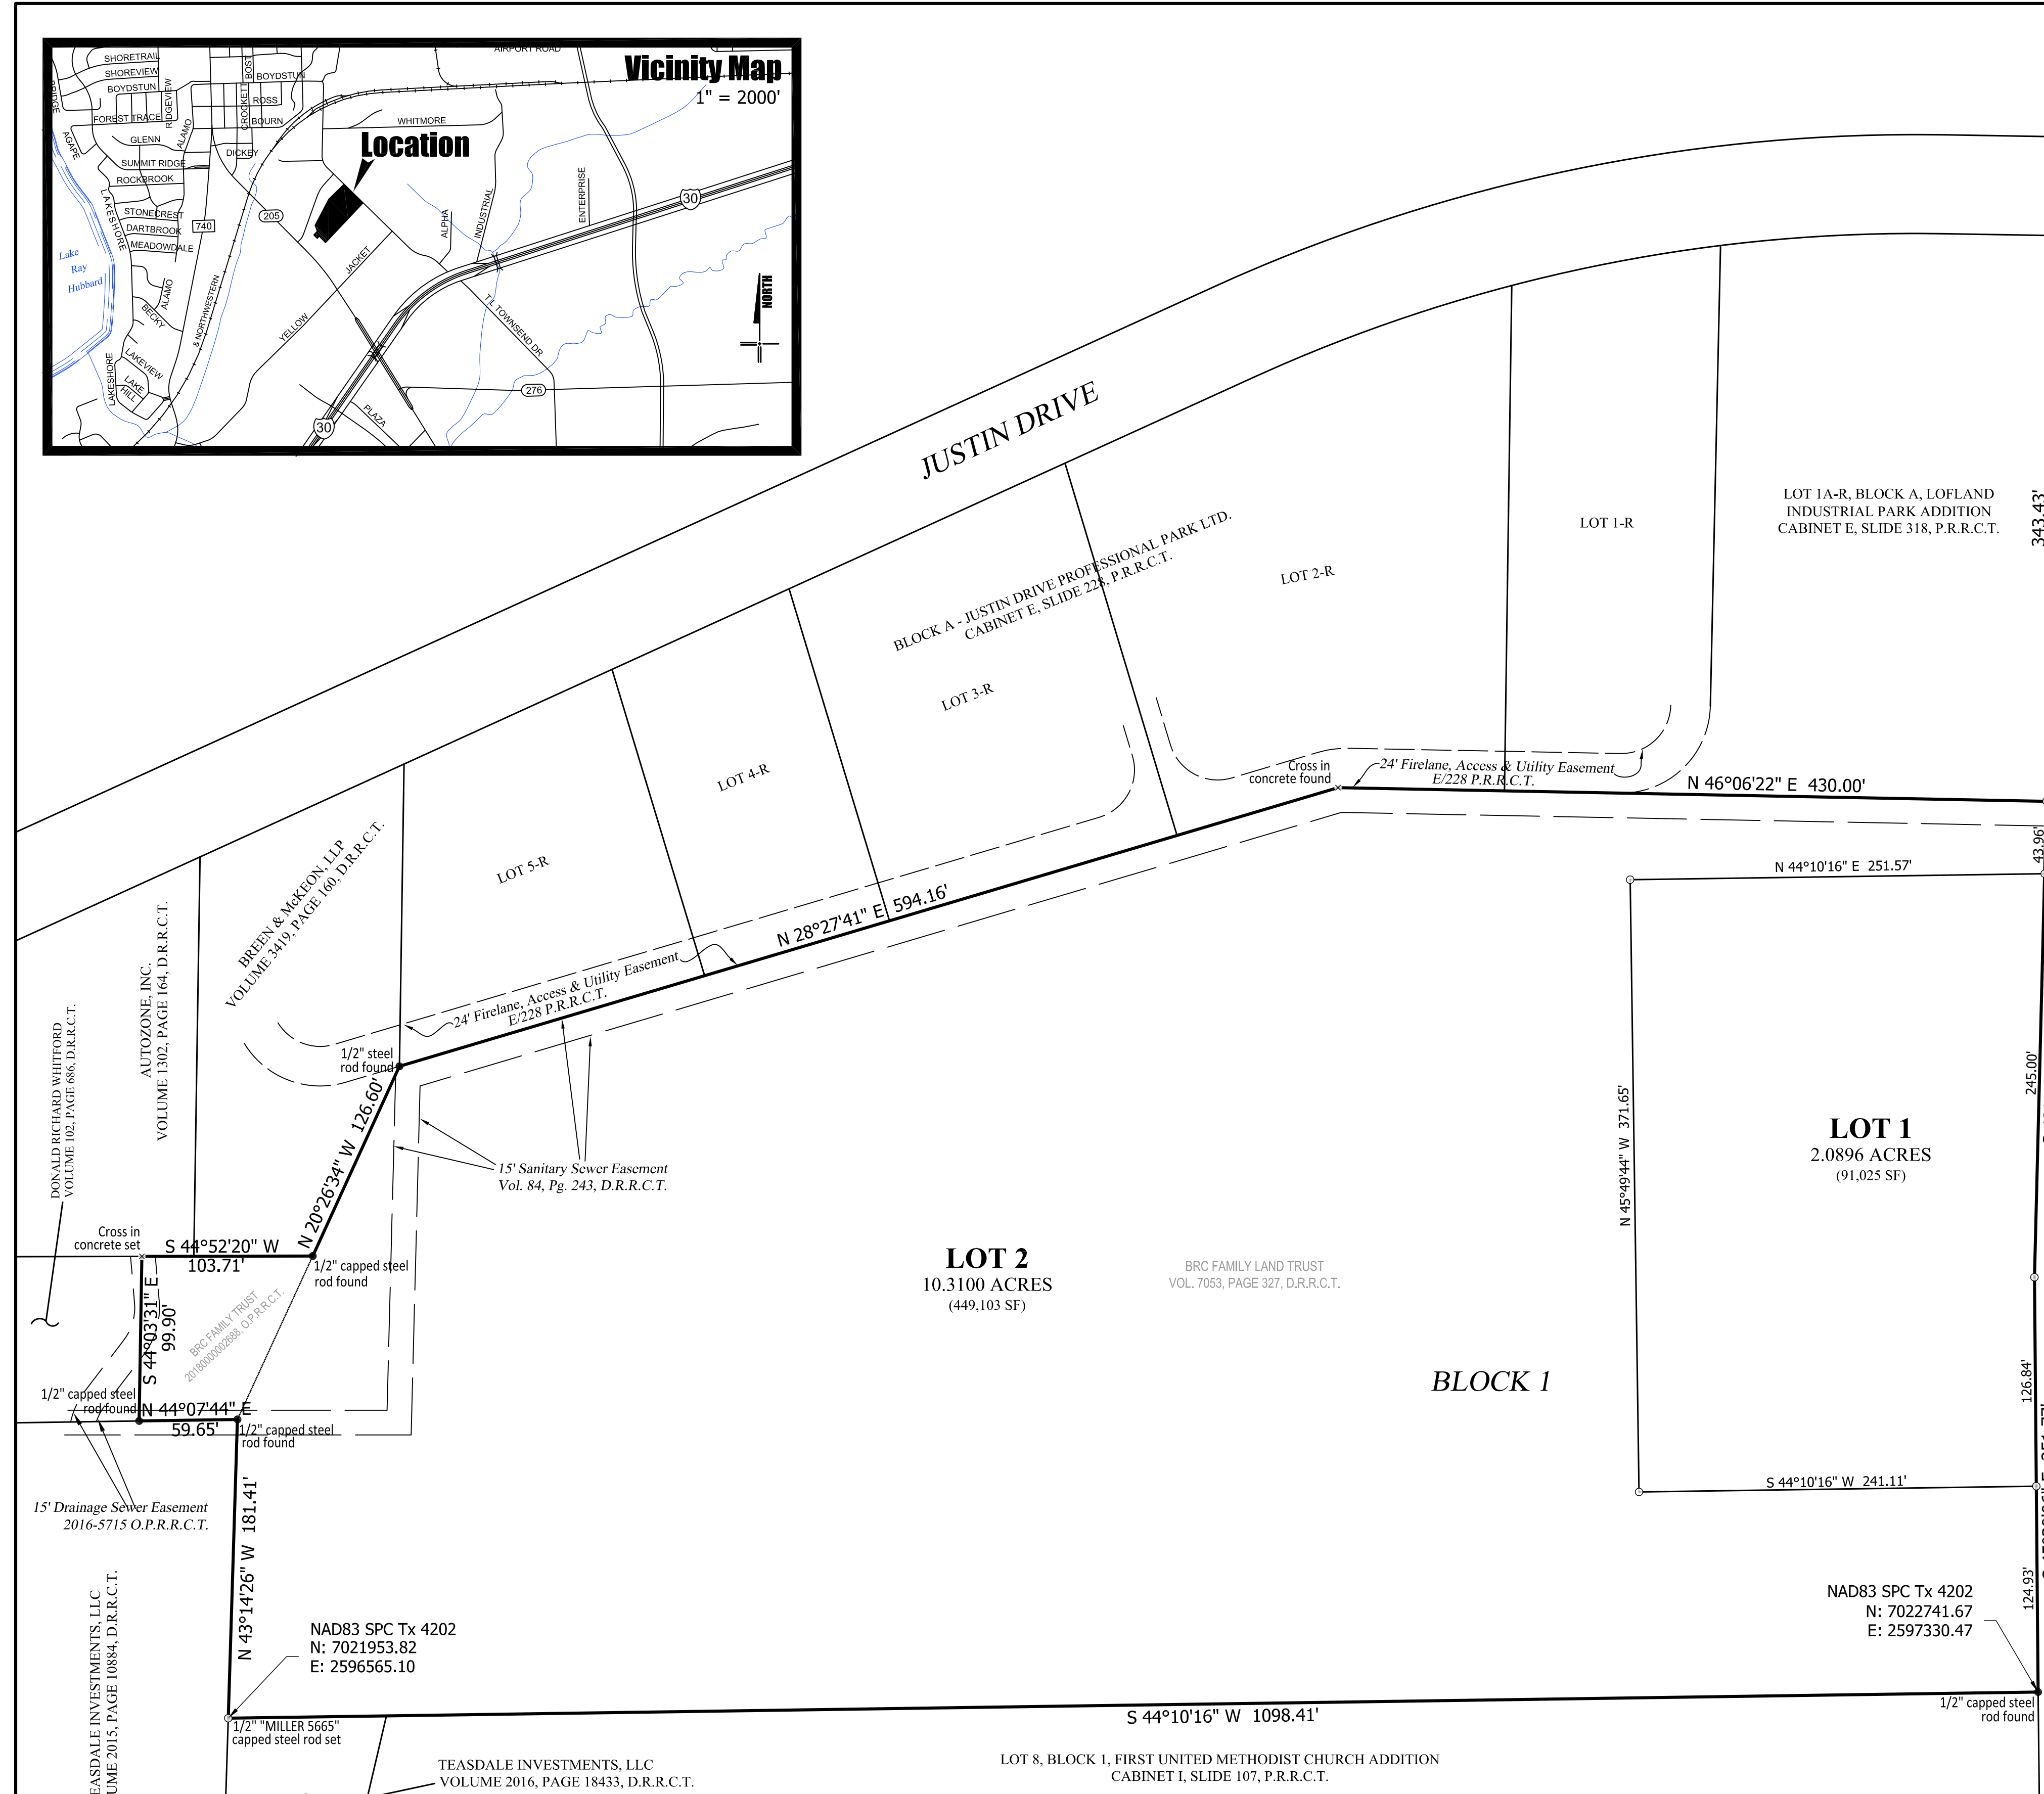 Vicinity Map
1" = 2000'
AIRPORT ROAD
SHORETRAIL
SHOREVIEW
BOYDSTUN
RIDGEVIEW
FOREST TRACE
AGAPE
GLENN
ALAMO
SUMMIT RIDGE
ROCKBROOK
LAKESHORE
STONECREST
DARTBROOK
MEADOWDALE
740
BOYDSTUN
CROCKETT
BOST
ROSS
BOURN
DICKEY
WHITMORE
Location
205
ENTERPRISE
INDUSTRIAL
ALPHA
30
JACKET
YELLOW
Lake
Ray
Hubbard
ALAMO
BECKY
& NORTHWESTERN
LAKEVIEW
LAKE
HILL
LAKESHORE
T.L. TOWNSEND DR
NORTH
276
PLAZA
30
JUSTIN DRIVE
LOT 1A-R, BLOCK A, LOFLAND
INDUSTRIAL PARK ADDITION
CABINET E, SLIDE 318, P.R.R.C.T.
343.43'
LOT 1-R
LOT 2-R
BLOCK A - JUSTIN DRIVE PROFESSIONAL PARK LTD.
CABINET E, SLIDE 228, P.R.R.C.T.
LOT 3-R
LOT 4-R
LOT 5-R
Cross in
concrete found
24' Firelane, Access & Utility Easement
E/228 P.R.R.C.T.
N 46°06'22" E 430.00'
43.96'
N 44°10'16" E 251.57'
BREEN & McKEON, LLP
VOLUME 3419, PAGE 160, D.R.R.C.T.
AUTOZONE, INC.
VOLUME 1302, PAGE 164, D.R.R.C.T.
DONALD RICHARD WHITFORD
VOLUME 102, PAGE 686, D.R.R.C.T.
N 28°27'41" E 594.16'
24' Firelane, Access & Utility Easement
E/228 P.R.R.C.T.
1/2" steel
rod found
N 20°26'34" W 126.60'
15' Sanitary Sewer Easement
Vol. 84, Pg. 243, D.R.R.C.T.
N 45°49'44" W 371.65'
LOT 1
2.0896 ACRES
(91,025 SF)
245.00'
Cross in
concrete set
S 44°52'20" W
103.71'
1/2" capped steel
rod found
S 44°03'31" E
99.90'
BRC FAMILY TRUST
20180000002688, O.P.R.R.C.T.
LOT 2
10.3100 ACRES
(449,103 SF)
BRC FAMILY LAND TRUST
VOL. 7053, PAGE 327, D.R.R.C.T.
BLOCK 1
126.84'
1/2" capped steel
rod found
N 44°07'44" E
59.65'
1/2" capped steel
rod found
S 44°10'16" W 241.11'
15' Drainage Sewer Easement
2016-5715 O.P.R.R.C.T.
N 43°14'26" W 181.41'
124.93'
NAD83 SPC Tx 4202
N: 7021953.82
E: 2596565.10
NAD83 SPC Tx 4202
N: 7022741.67
E: 2597330.47
1/2" "MILLER 5665"
capped steel rod set
S 44°10'16" W 1098.41'
1/2" capped steel
rod found
EASDALE INVESTMENTS, LLC
UME 2015, PAGE 10884, D.R.R.C.T.
TEASDALE INVESTMENTS, LLC
VOLUME 2016, PAGE 18433, D.R.R.C.T.
LOT 8, BLOCK 1, FIRST UNITED METHODIST CHURCH ADDITION
CABINET I, SLIDE 107, P.R.R.C.T.